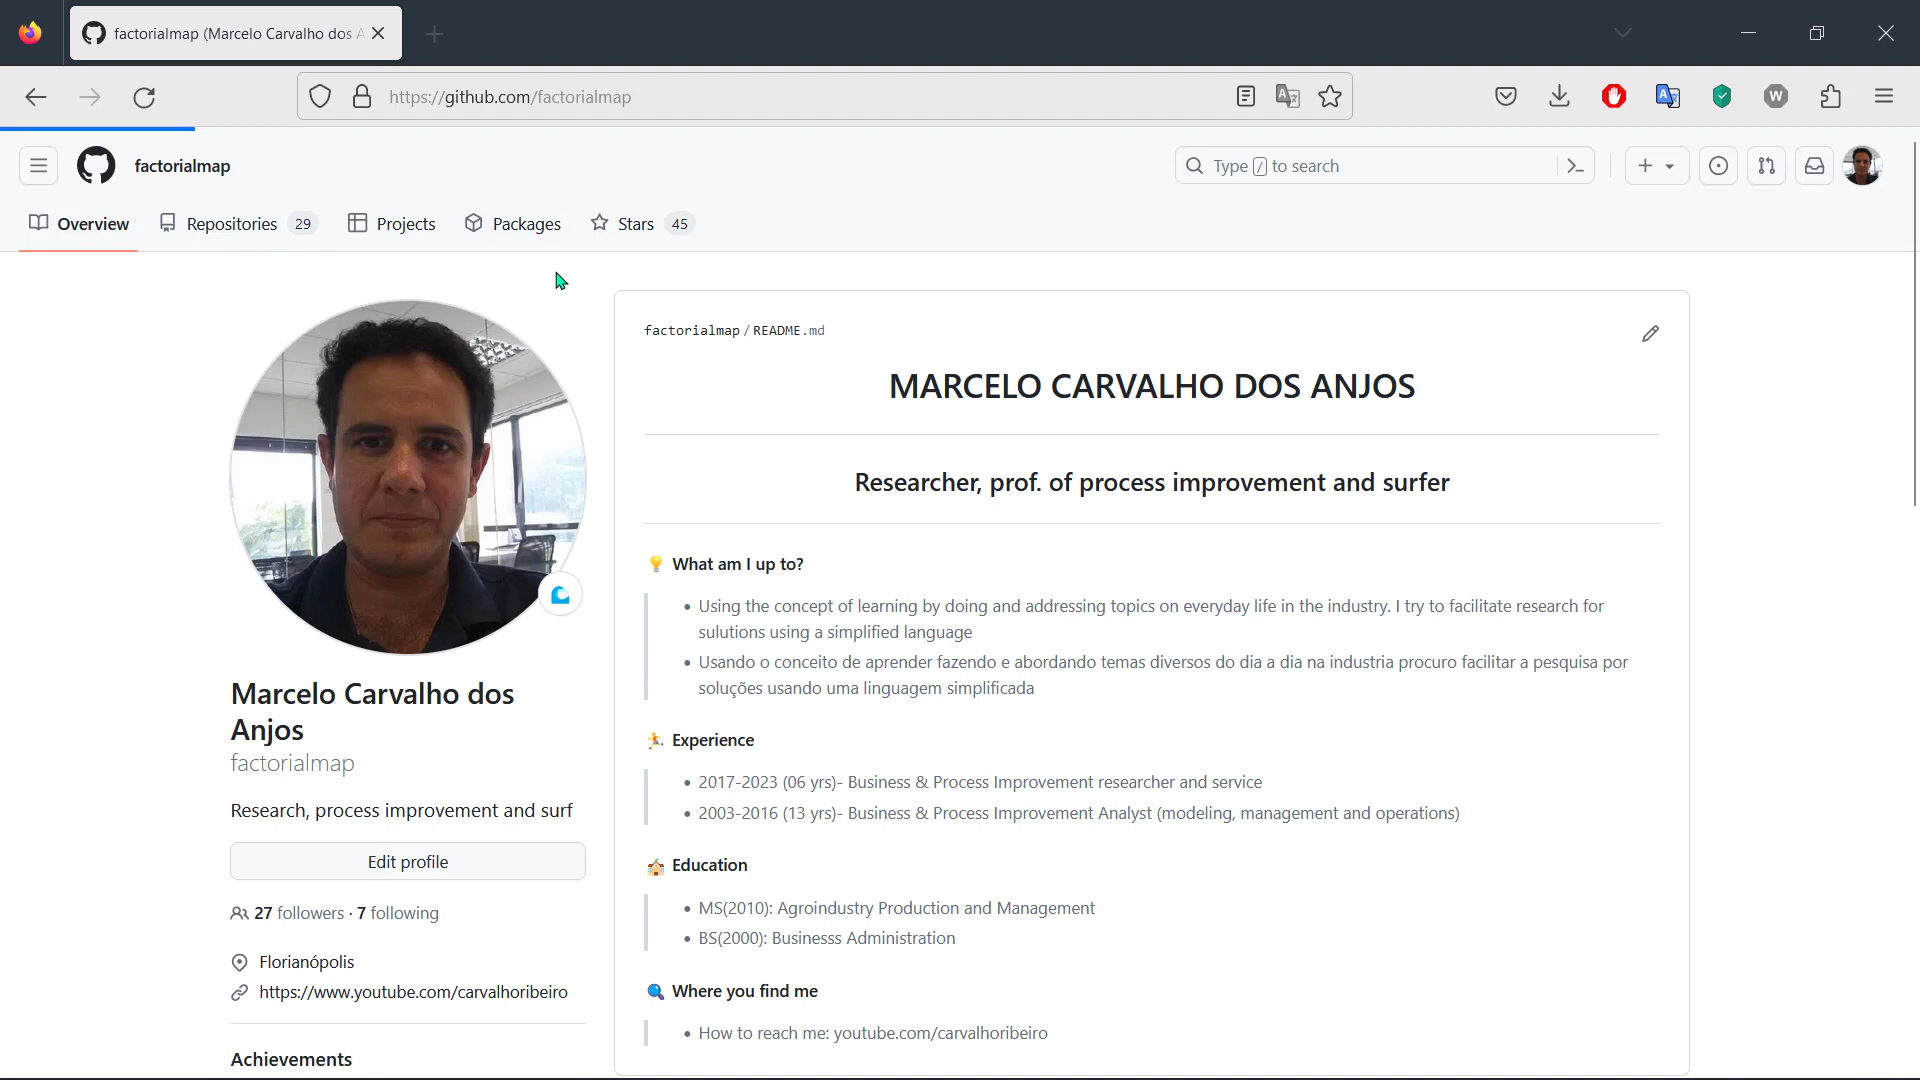 factorialmap (Marcelo Carvalho dos A
https://github.com/factorialmap
factorialmap
Type / to search
Overview
Repositories 29
Projects
Packages
Stars 45
factorialmap / README.md
MARCELO CARVALHO DOS ANJOS
Researcher, prof. of process improvement and surfer
What am I up to?
Using the concept of learning by doing and addressing topics on everyday life in the industry. I try to facilitate research for
sulutions using a simplified language
Usando o conceito de aprender fazendo e abordando temas diversos do dia a dia na industria procuro facilitar a pesquisa por
soluções usando uma linguagem simplificada
Experience
2017-2023 (06 yrs)- Business & Process Improvement researcher and service
2003-2016 (13 yrs)- Business & Process Improvement Analyst (modeling, management and operations)
Education
MS(2010): Agroindustry Production and Management
BS(2000): Businesss Administration
Where you find me
How to reach me: youtube.com/carvalhoribeiro
Marcelo Carvalho dos
Anjos
factorialmap
Research, process improvement and surf
Edit profile
27 followers · 7 following
Florianópolis
https://www.youtube.com/carvalhoribeiro
Achievements